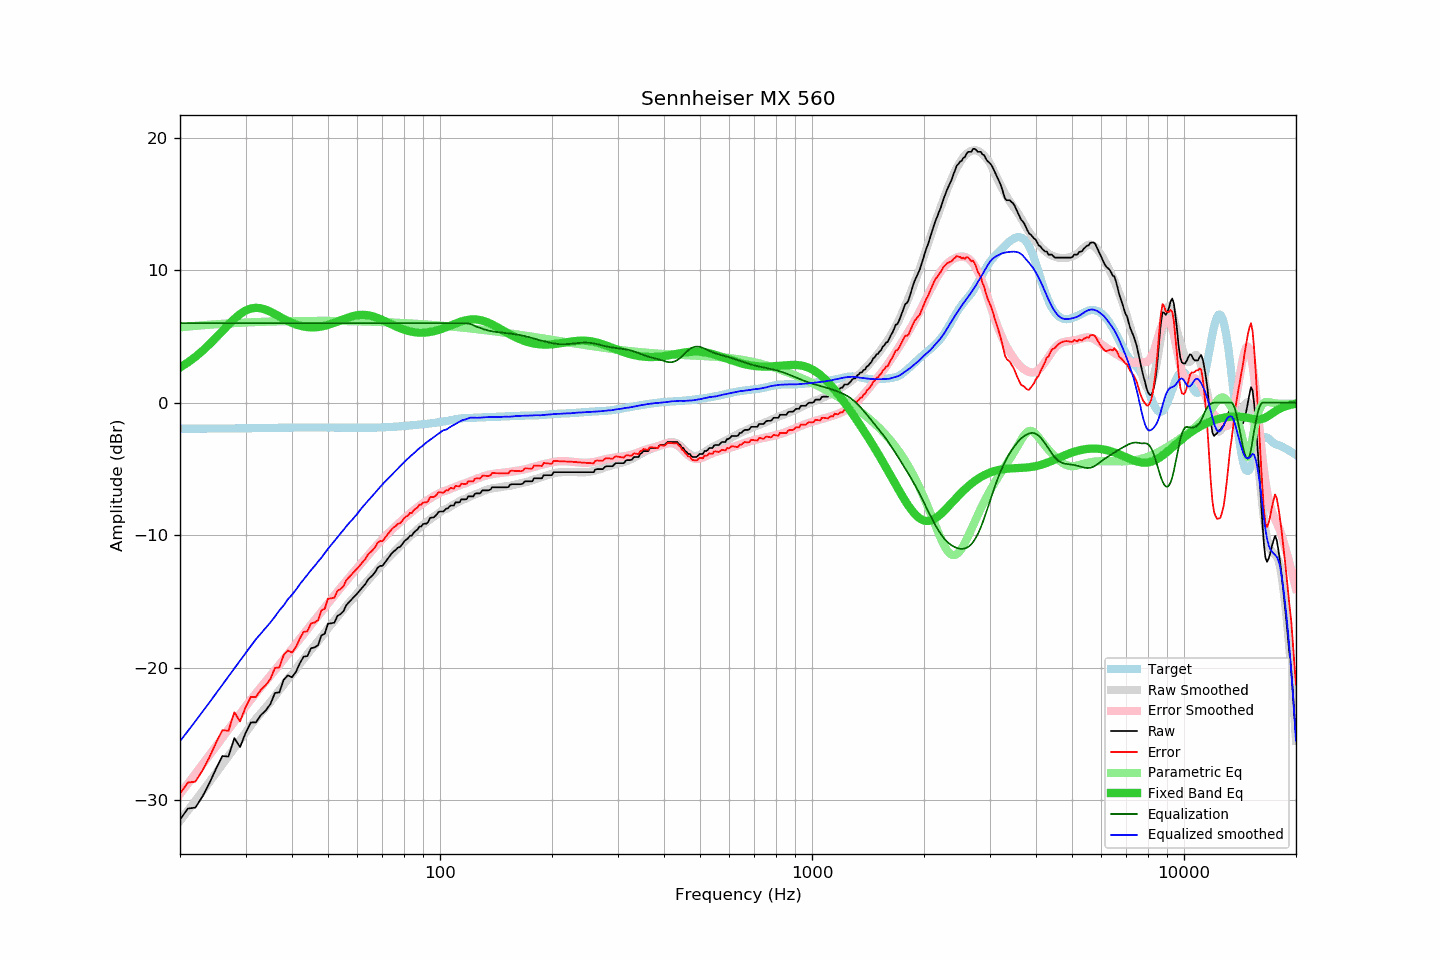 Sennheiser MX 560
20
10
0
−10
−20
−30
Amplitude (dBr)
100
1000
10000
Frequency (Hz)
Target
Raw Smoothed
Error Smoothed
Raw
Error
Parametric Eq
Fixed Band Eq
Equalization
Equalized smoothed